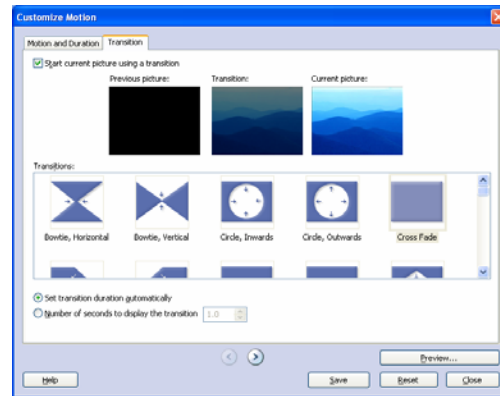 Customize Motion
Motion and Duration Transition
Start current picture using a transition
Previous picture: Transition: Current picture:
Transitions:
Bowtie, Horizontal Bowtie, Vertical Circle, Inwards Circle, Outwards Cross Fade
Set transition duration automatically
Number of seconds to display the transition 1.0
Preview...
Help Save Reset Close